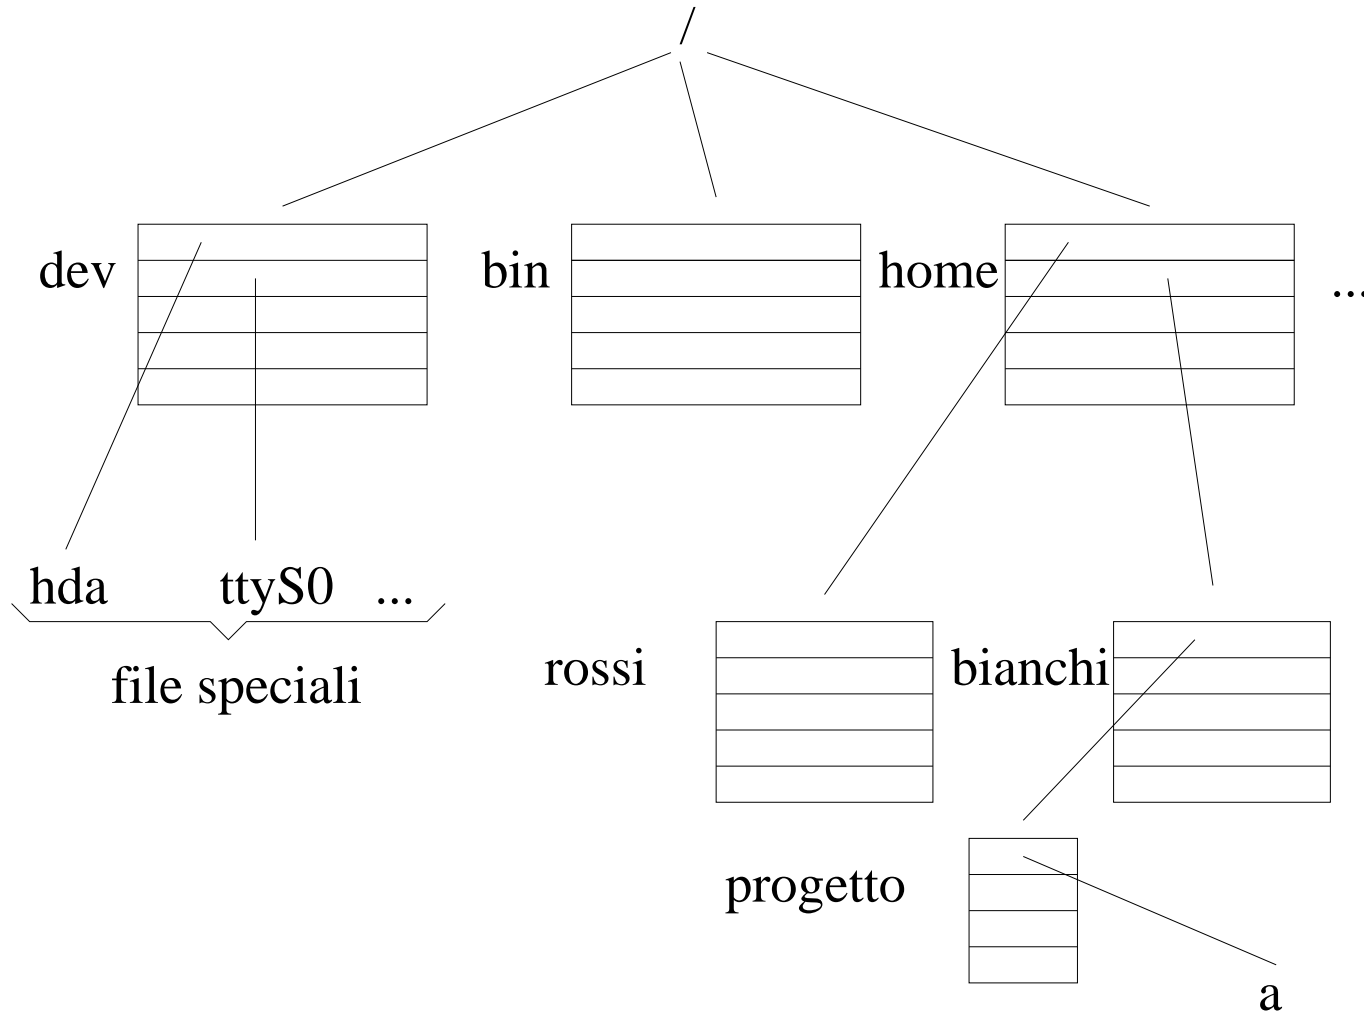 /
dev bin home ...
hda ttyS0 ...
file speciali
rossi bianchi
progetto
a